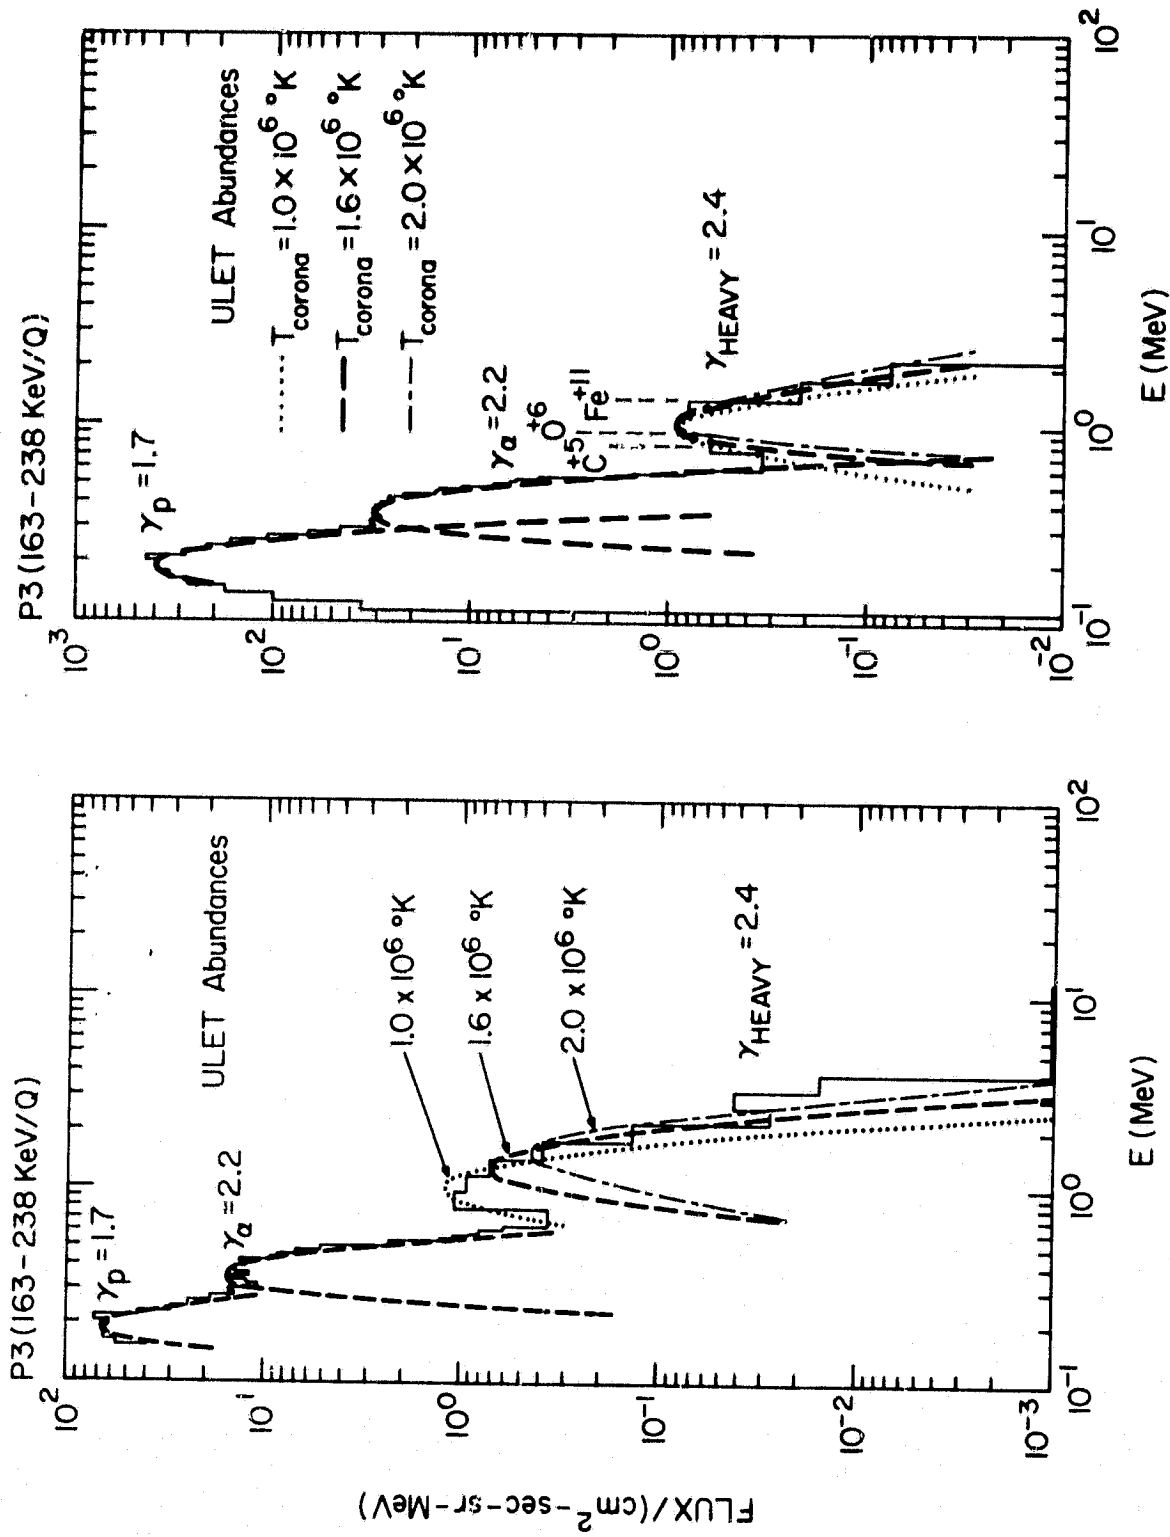 P3 (163-238 KeV/Q)
γp = 1.7
γα = 2.2
ULET Abundances
1.0 x 10^6 °K
1.6 x 10^6 °K
2.0 x 10^6 °K
γHEAVY = 2.4
10^2
10^1
10^0
10^-1
10^-2
10^-3
FLUX/(cm^2-sec-sr-MeV)
10^-1
10^0
10^1
10^2
E (MeV)
P3 (163-238 KeV/Q)
γp = 1.7
ULET Abundances
Tcorona = 1.0 x 10^6 °K
Tcorona = 1.6 x 10^6 °K
Tcorona = 2.0 x 10^6 °K
γα = 2.2
C^+5
O^+6
Fe^+11
γHEAVY = 2.4
10^3
10^2
10^1
10^0
10^-1
10^-2
10^-1
10^0
10^1
10^2
E (MeV)